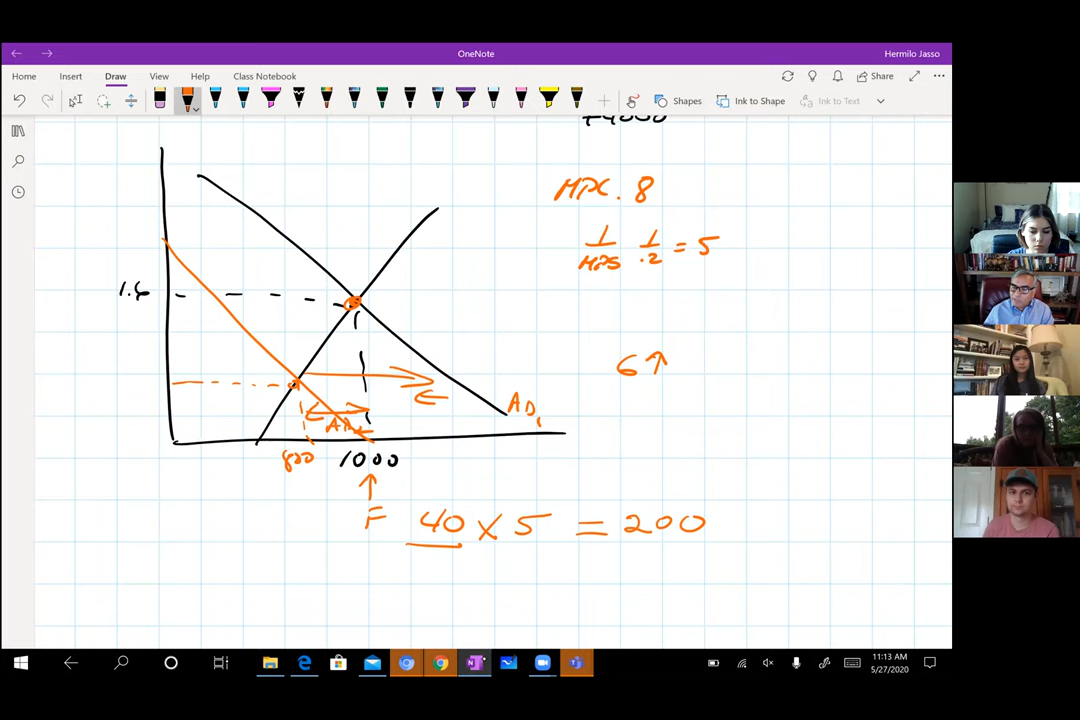 OneNote
Hermilo Jasso
Home Insert Draw View Help Class Notebook
Share
Shapes Ink to Shape Ink to Text
MPC .8
1 1 = 5
MPS .2
1.6
G↑
AD1
800 1000
F 40 × 5 = 200
11:13 AM
5/27/2020